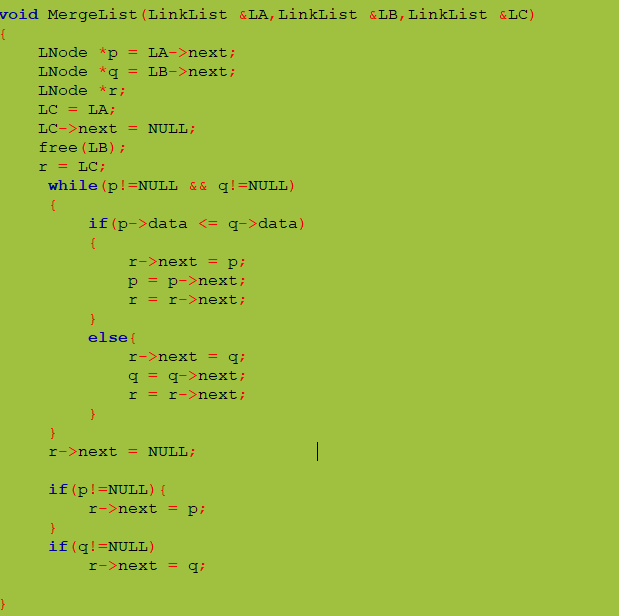 void MergeList(LinkList &LA,LinkList &LB,LinkList &LC)
{
    LNode *p = LA->next;
    LNode *q = LB->next;
    LNode *r;
    LC = LA;
    LC->next = NULL;
    free(LB);
    r = LC;
     while(p!=NULL && q!=NULL)
     {
         if(p->data <= q->data)
         {
             r->next = p;
             p = p->next;
             r = r->next;
         }
         else{
             r->next = q;
             q = q->next;
             r = r->next;
         }
     }
     r->next = NULL;

     if(p!=NULL){
         r->next = p;
     }
     if(q!=NULL)
         r->next = q;

}